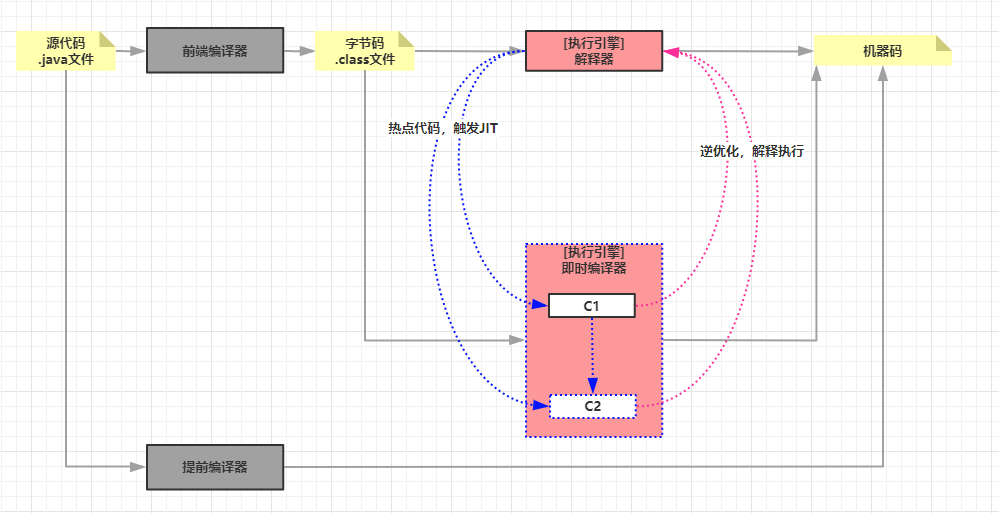 源代码
.java文件
前端编译器
字节码
.class文件
[执行引擎]
解释器
机器码
热点代码，触发JIT
逆优化，解释执行
[执行引擎]
即时编译器
C1
C2
提前编译器